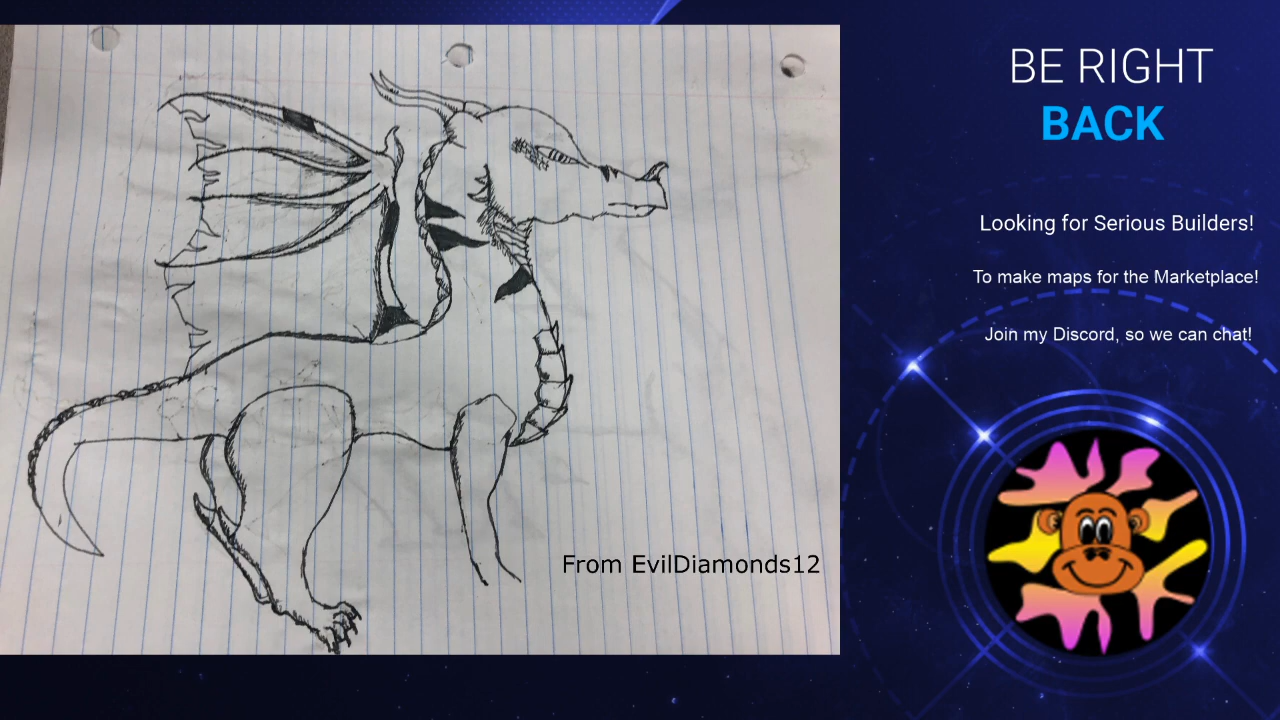 BE RIGHT
BACK
Looking for Serious Builders!
To make maps for the Marketplace!
Join my Discord, so we can chat!
From EvilDiamonds12